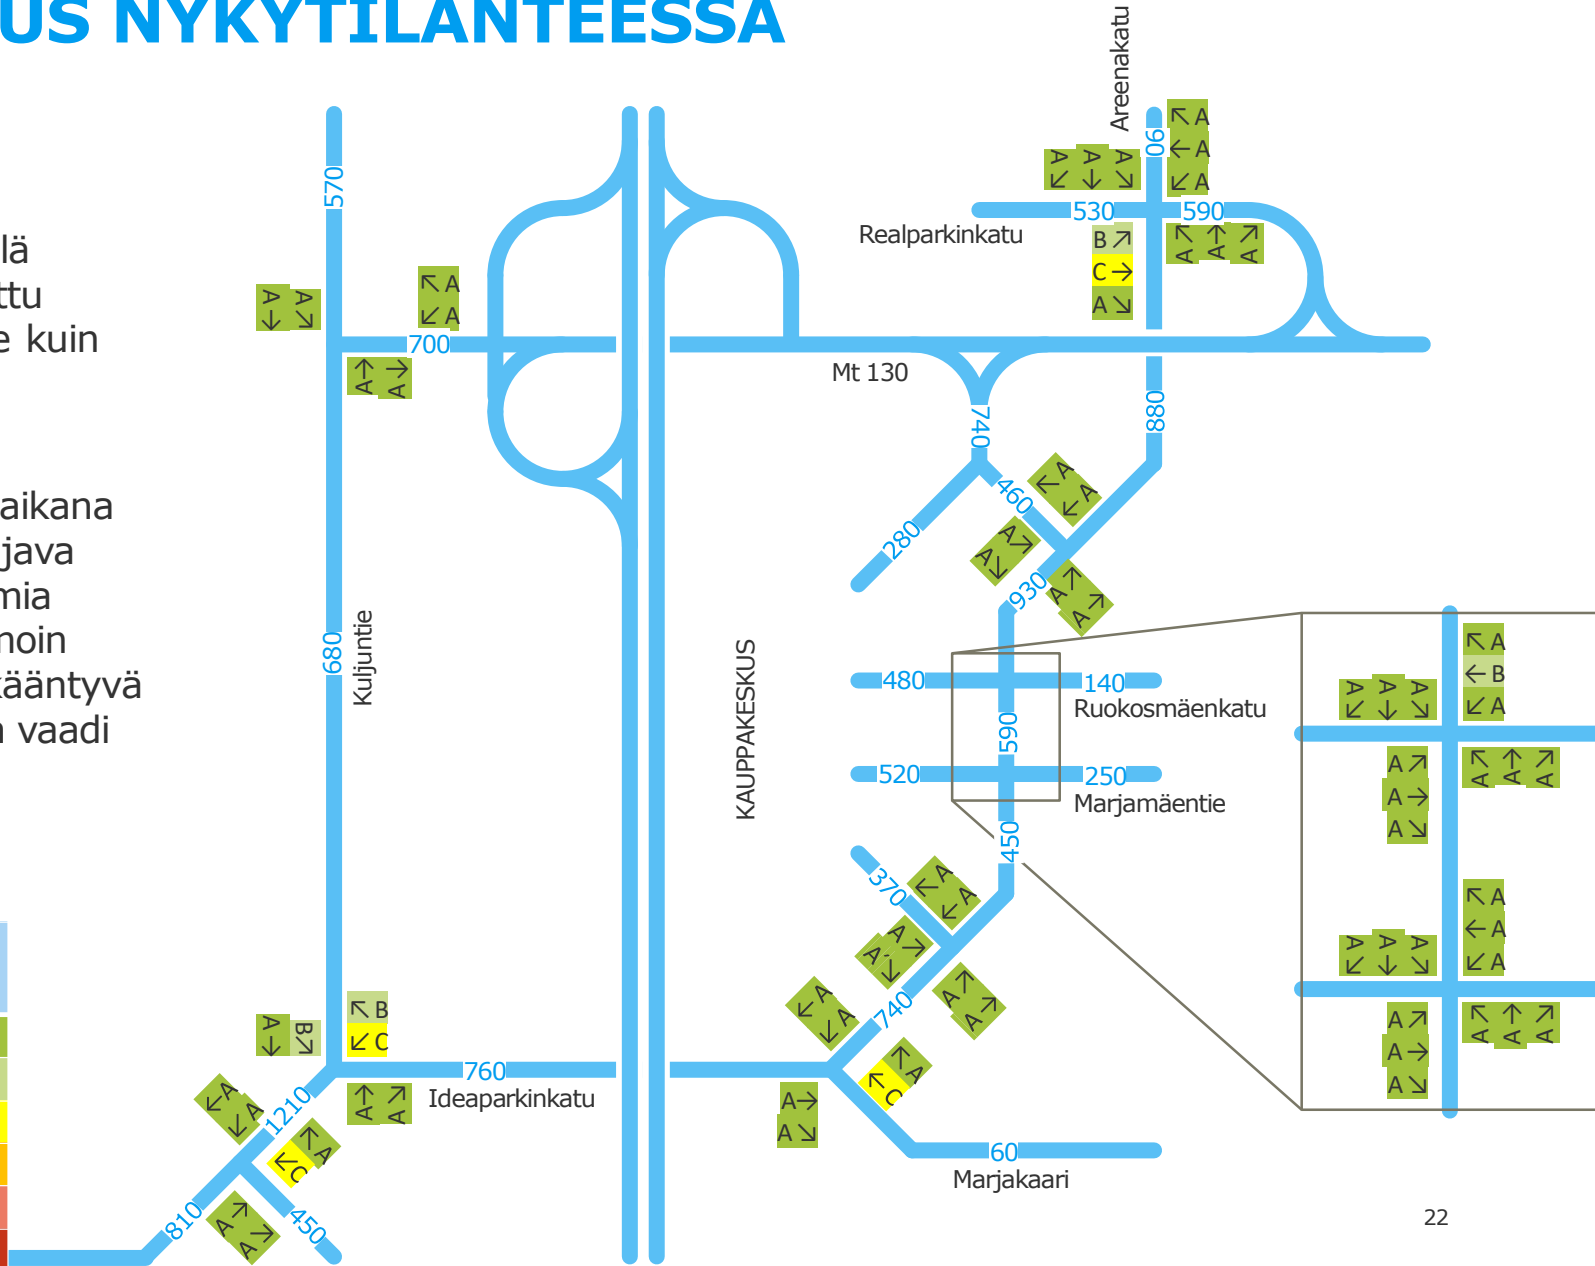 US NYKYTILANTEESSA
lä
ttu
e kuin
aikana
java
mia
noin
kääntyvä
n vaadi
Areenakatu
90
↖ A
← A
↙ A
A ↙
A ↓
A ↘
530
590
Realparkinkatu
B ↗
C →
A ↘
A ↖
A ↑
A ↗
570
A ↓
A ↘
↖ A
↙ A
700
A ↑
A →
Mt 130
740
880
460
280
930
← A
↙ A
A ↗
A ↓
A ↑
A ↗
680
Kuljuntie
KAUPPAKESKUS
480
140
Ruokosmäenkatu
590
520
250
Marjamäentie
450
370
← A
↙ A
A →
A ↘
A ↑
A →
740
← A
↙ A
↑ A
← C
A →
A ↘
60
Marjakaari
A ↓
B ↘
↖ B
↙ C
760
Ideaparkinkatu
A ↑
A ↗
1210
← A
↙ A
↑ A
← C
810
450
A ↗
A →
↖ A
← B
↙ A
A ↙
A ↓
A ↘
A ↗
A →
A ↘
A ↖
A ↑
A ↗
↖ A
← A
↙ A
A ↙
A ↓
A ↘
A ↗
A →
A ↘
A ↖
A ↑
A ↗
22